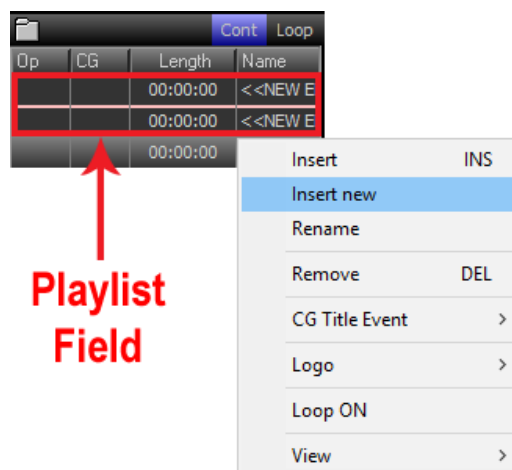 Cont Loop
Op CG Length Name
00:00:00 <<NEW E
00:00:00 <<NEW E
00:00:00
Insert INS
Insert new
Rename
Remove DEL
CG Title Event
Logo
Loop ON
View
Playlist
Field